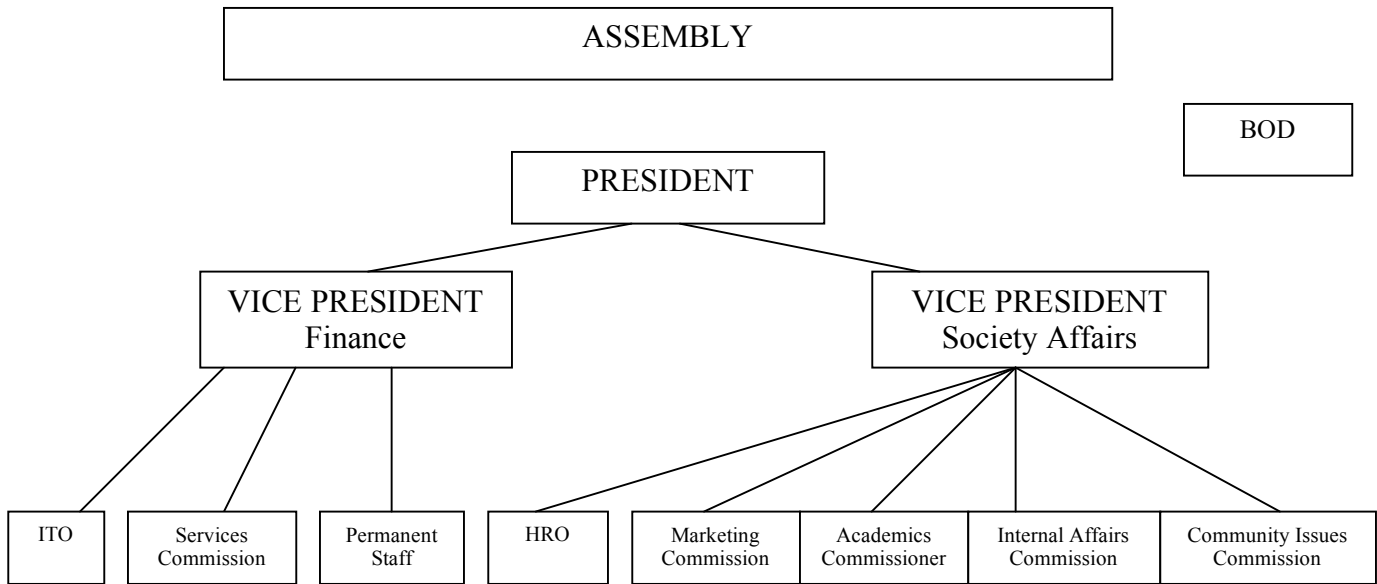 ASSEMBLY
BOD
PRESIDENT
VICE PRESIDENT
Finance
VICE PRESIDENT
Society Affairs
ITO
Services
Commission
Permanent
Staff
HRO
Marketing
Commission
Academics
Commissioner
Internal Affairs
Commission
Community Issues
Commission